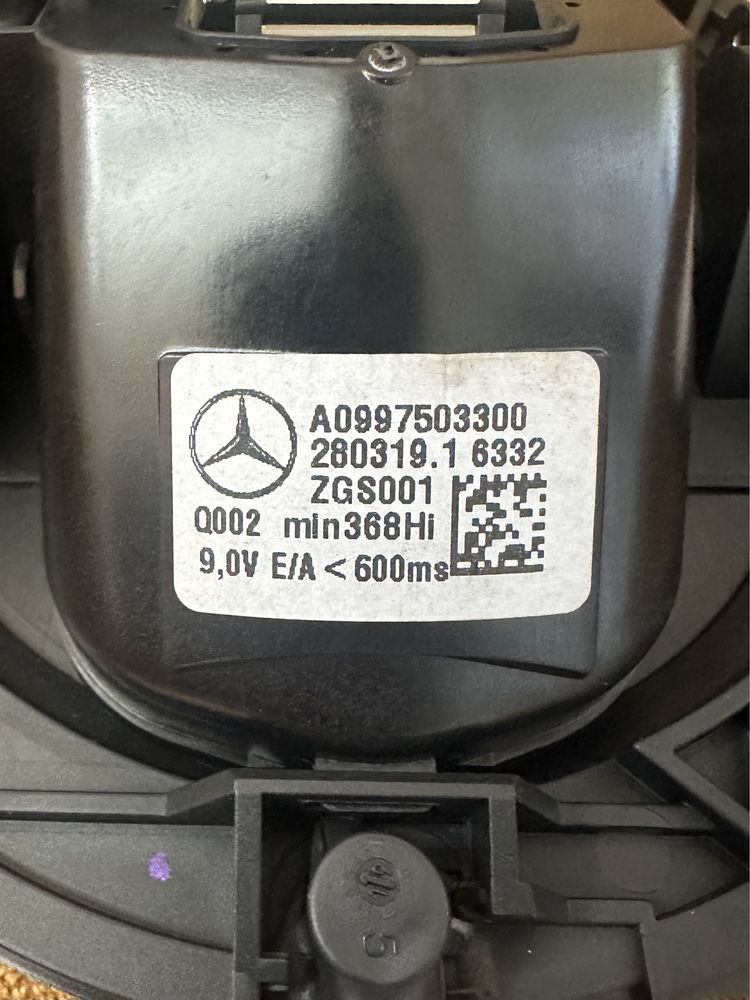 A0997503300
280319.1 6332
ZGS001
Q002 min368Hi
9,0V E/A < 600ms
5